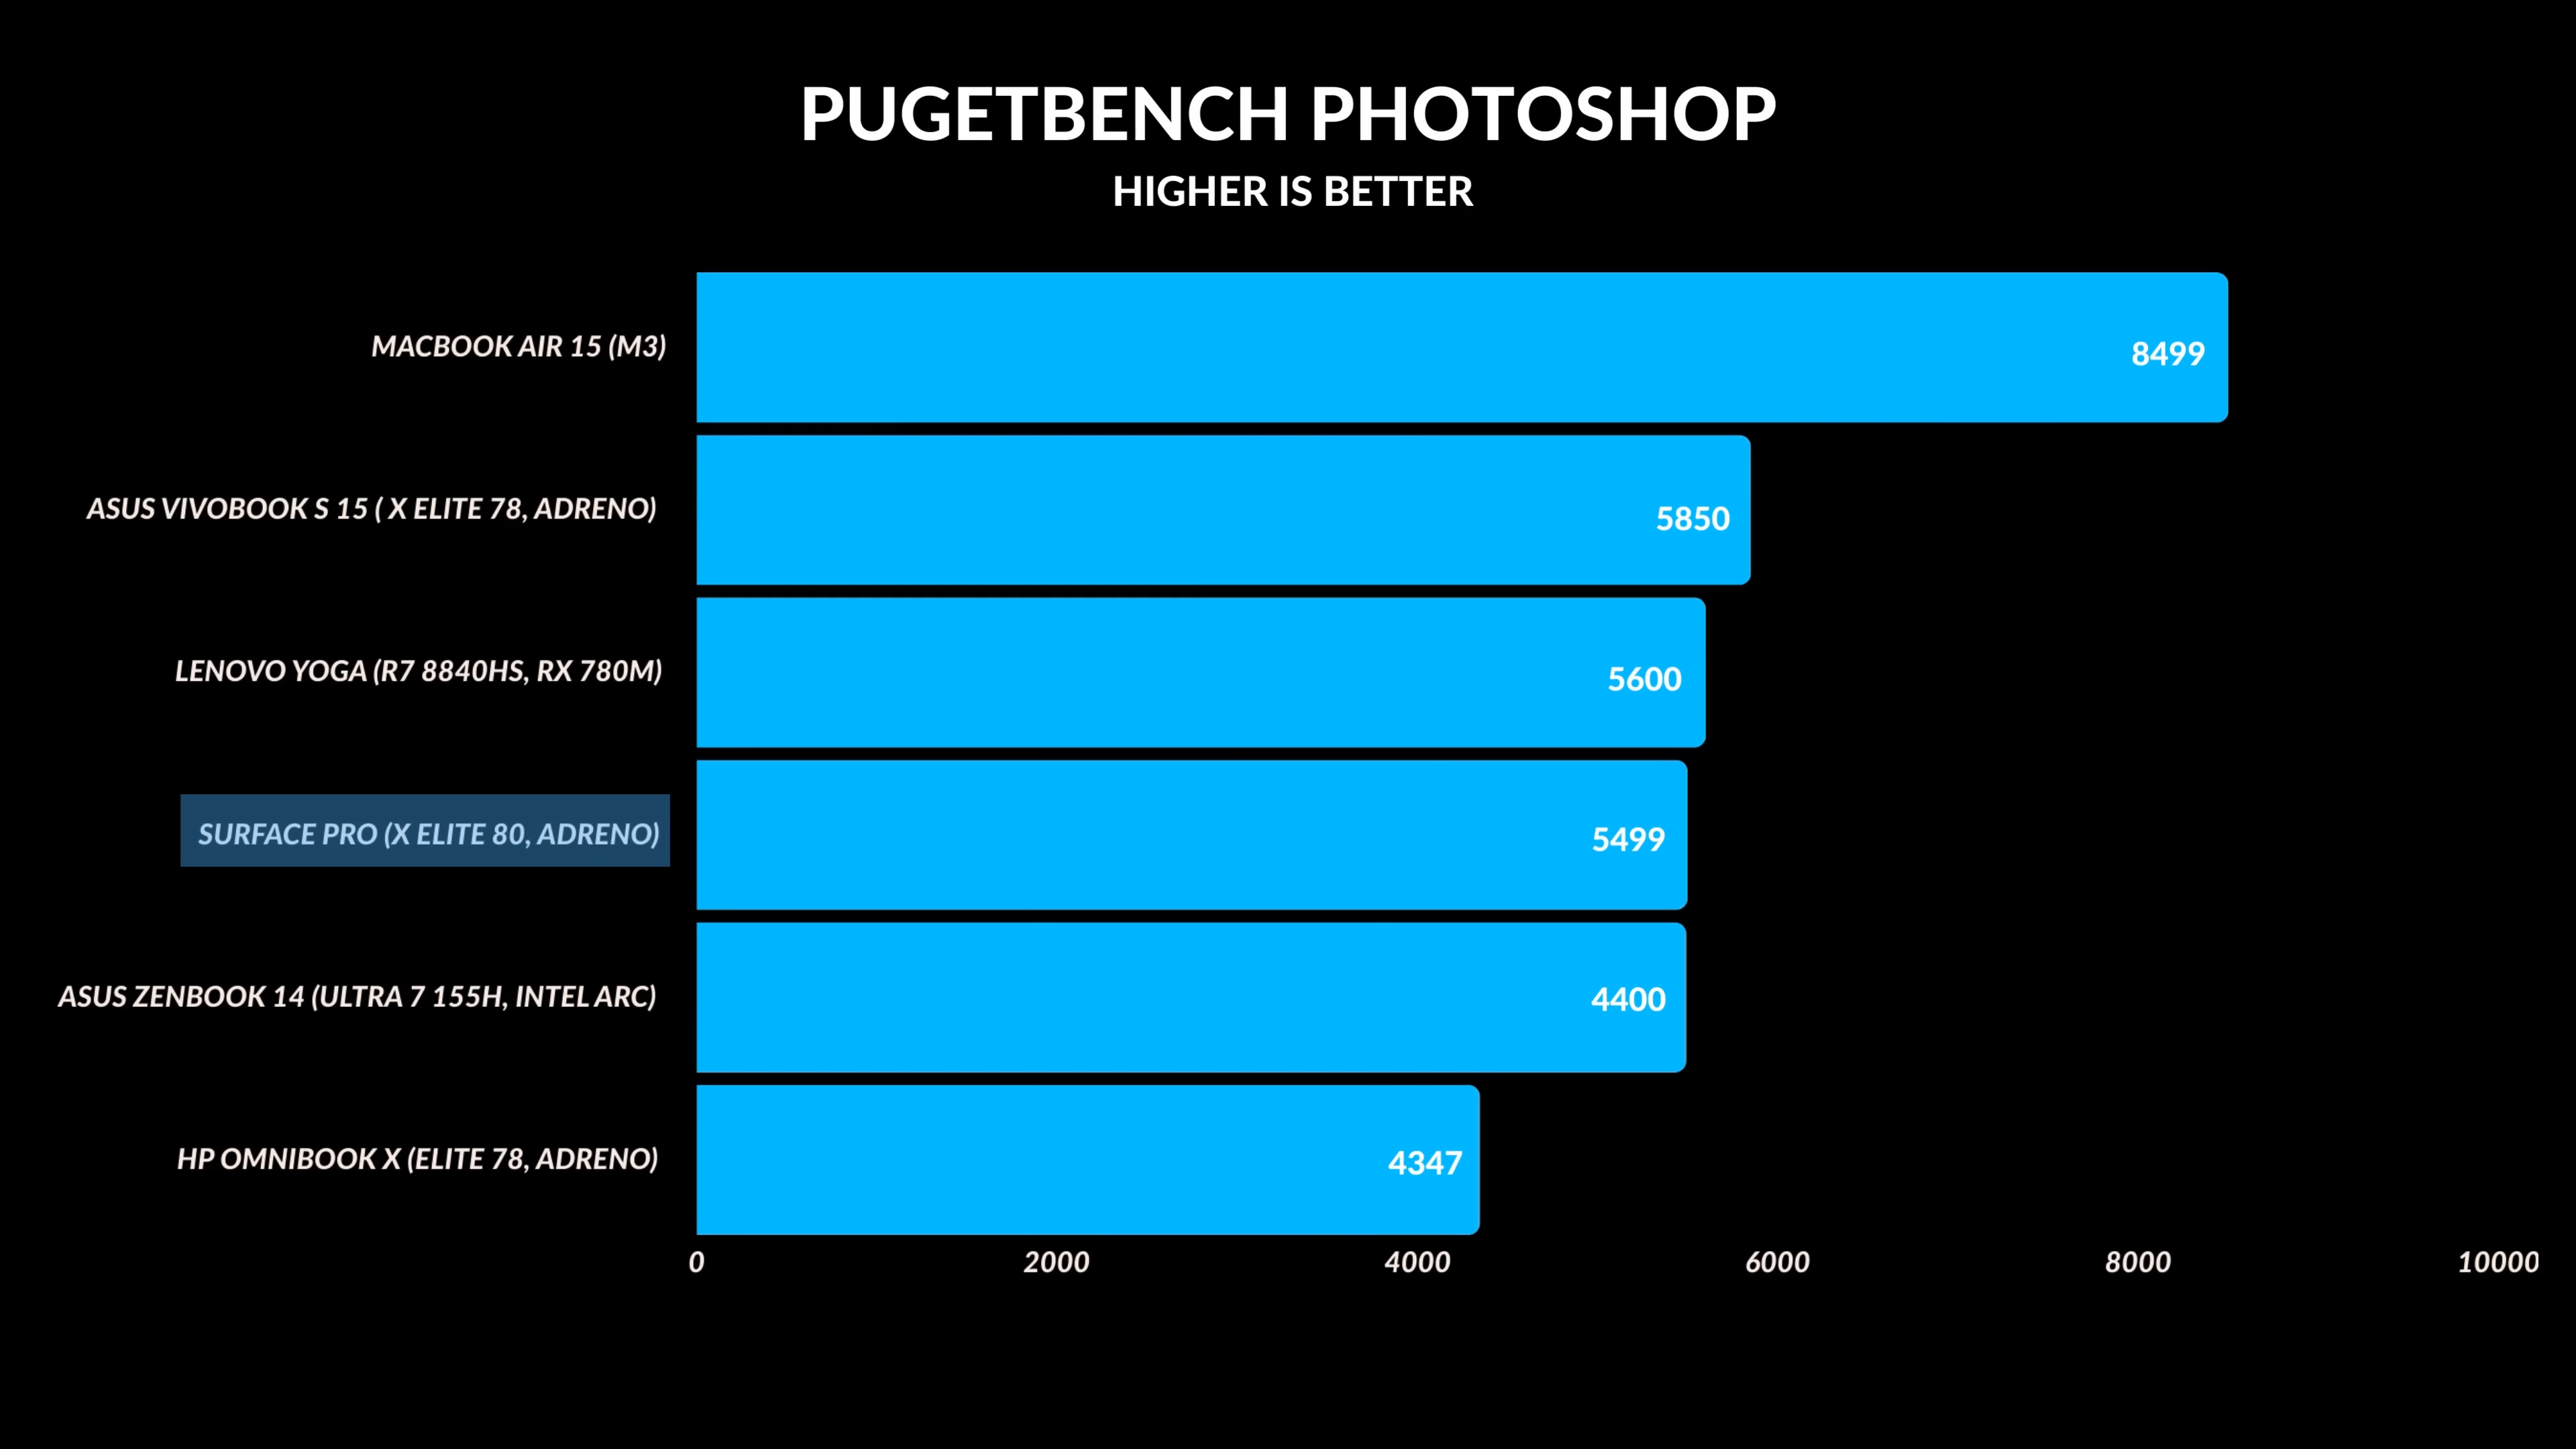 PUGETBENCH PHOTOSHOP
HIGHER IS BETTER
MACBOOK AIR 15 (M3)
8499
ASUS VIVOBOOK S 15 ( X ELITE 78, ADRENO)
5850
LENOVO YOGA (R7 8840HS, RX 780M)
5600
SURFACE PRO (X ELITE 80, ADRENO)
5499
ASUS ZENBOOK 14 (ULTRA 7 155H, INTEL ARC)
4400
HP OMNIBOOK X (ELITE 78, ADRENO)
4347
0 2000 4000 6000 8000 10000